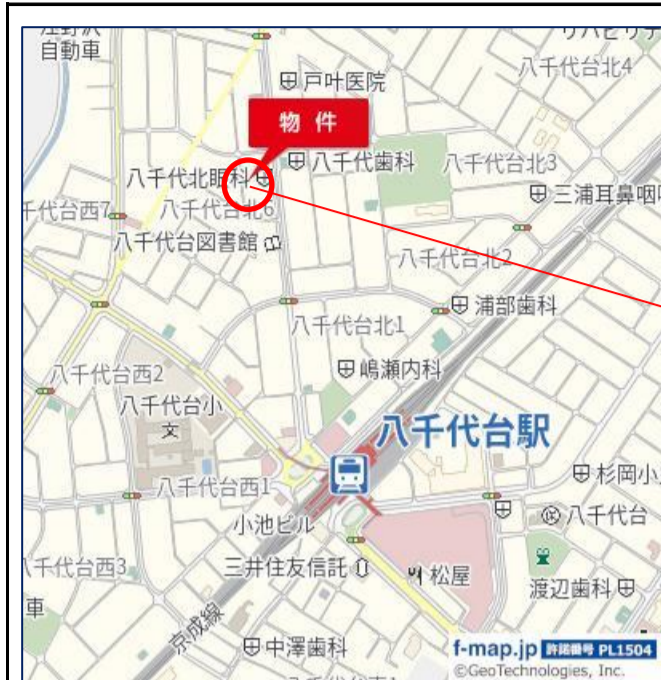 自動車
戸叶医院
八千代台北4
物 件
八千代歯科
八千代台北3
八千代北眼科
三浦耳鼻咽
千代台西7
八千代台北6
八千代台図書館
八千代台北2
浦部歯科
八千代台北1
嶋瀬内科
八千代台西2
八千代台小
文
八千代台駅
八千代台西1
杉岡小
小池ビル
八千代台
千代台西3
三井住友信託
松屋
渡辺歯科
車
京成線
中澤歯科
f-map.jp 許諾番号 PL1504
©GeoTechnologies, Inc.